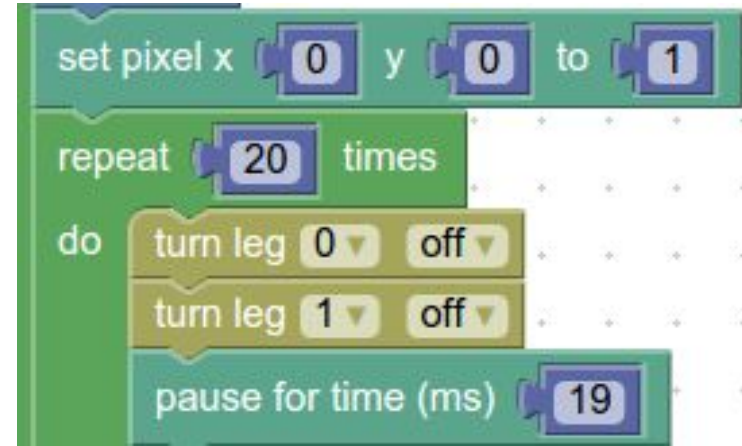 set pixel x 0 y 0 to 1
repeat 20 times
do turn leg 0 off
turn leg 1 off
pause for time (ms) 19